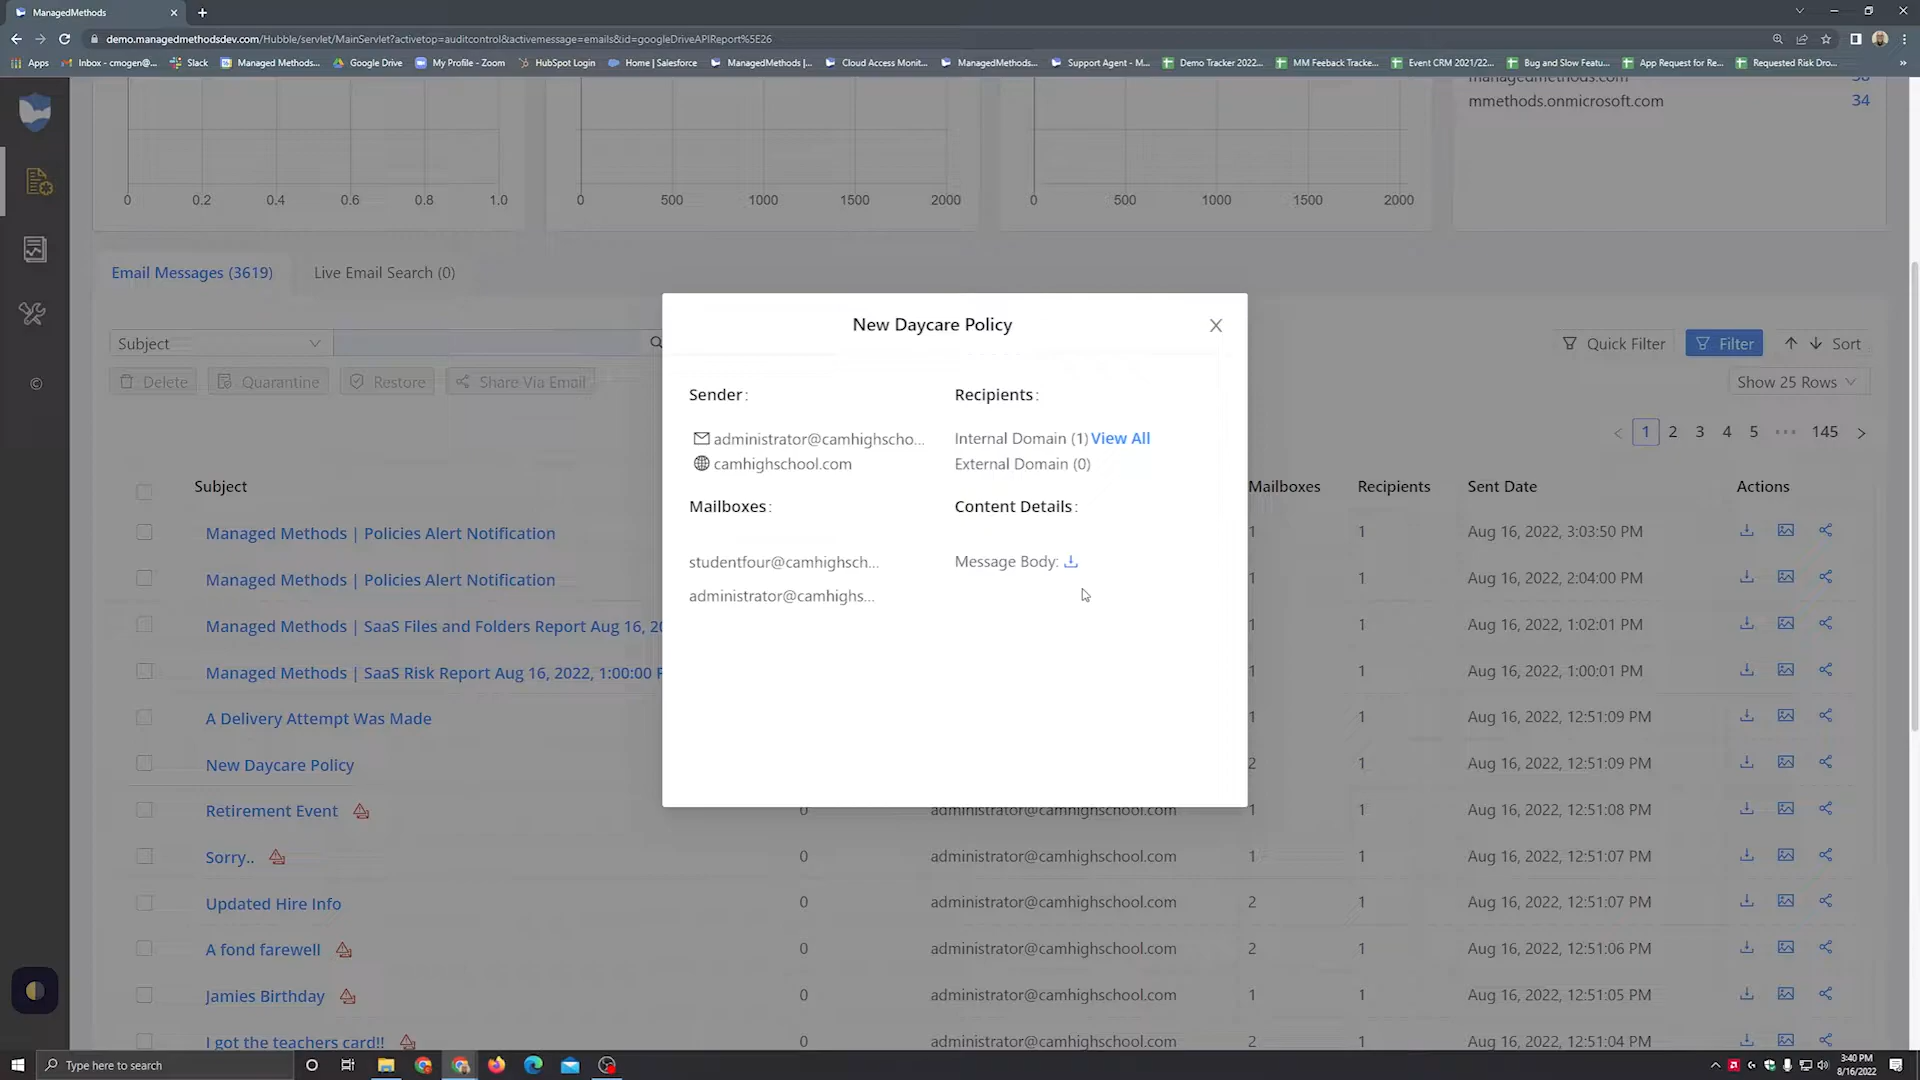 ManagedMethods
demo.managedmethodsdev.com/Hubble/servlet/MainServlet?activetop=auditcontrol&activemessage=emails&id=googleDriveAPIReport%5E26
Apps Inbox - cmogen@... Slack Managed Methods... Google Drive My Profile - Zoom HubSpot Login Home | Salesforce ManagedMethods |... Cloud Access Monit... ManagedMethods... Support Agent - M... Demo Tracker 2022... MM Feeback Tracke... Event CRM 2021/22... Bug and Slow Featu... App Request for Re... Requested Risk Dro...
managedmethods.com
mmethods.onmicrosoft.com 34
0 0.2 0.4 0.6 0.8 1.0 0 500 1000 1500 2000 0 500 1000 1500 2000
Email Messages (3619) Live Email Search (0)
Subject Quick Filter Filter Sort
Delete Quarantine Restore Share Via Email Show 25 Rows
1 2 3 4 5 ••• 145
Subject Mailboxes Recipients Sent Date Actions
Managed Methods | Policies Alert Notification 1 1 Aug 16, 2022, 3:03:50 PM
Managed Methods | Policies Alert Notification 1 1 Aug 16, 2022, 2:04:00 PM
Managed Methods | SaaS Files and Folders Report Aug 16, 20 1 1 Aug 16, 2022, 1:02:01 PM
Managed Methods | SaaS Risk Report Aug 16, 2022, 1:00:00 P 1 1 Aug 16, 2022, 1:00:01 PM
A Delivery Attempt Was Made 1 1 Aug 16, 2022, 12:51:09 PM
New Daycare Policy 2 1 Aug 16, 2022, 12:51:09 PM
Retirement Event 0 administrator@camhighschool.com 1 1 Aug 16, 2022, 12:51:08 PM
Sorry.. 0 administrator@camhighschool.com 1 1 Aug 16, 2022, 12:51:07 PM
Updated Hire Info 0 administrator@camhighschool.com 2 1 Aug 16, 2022, 12:51:07 PM
A fond farewell 0 administrator@camhighschool.com 2 1 Aug 16, 2022, 12:51:06 PM
Jamies Birthday 0 administrator@camhighschool.com 1 1 Aug 16, 2022, 12:51:05 PM
I got the teachers card!! 0 administrator@camhighschool.com 2 1 Aug 16, 2022, 12:51:04 PM
New Daycare Policy
Sender: Recipients:
administrator@camhighscho... Internal Domain (1) View All
camhighschool.com External Domain (0)
Mailboxes: Content Details:
studentfour@camhighsch... Message Body:
administrator@camhighs...
Type here to search
3:40 PM
8/16/2022